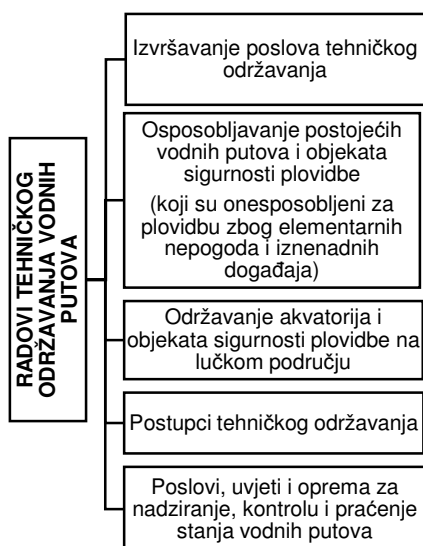 RADOVI TEHNIČKOG
ODRŽAVANJA VODNIH
PUTOVA
Izvršavanje poslova tehničkog
održavanja
Osposobljavanje postojećih
vodnih putova i objekata
sigurnosti plovidbe
(koji su onesposobljeni za
plovidbu zbog elementarnih
nepogoda i iznenadnih
događaja)
Održavanje akvatorija i
objekata sigurnosti plovidbe na
lučkom području
Postupci tehničkog održavanja
Poslovi, uvjeti i oprema za
nadziranje, kontrolu i praćenje
stanja vodnih putova